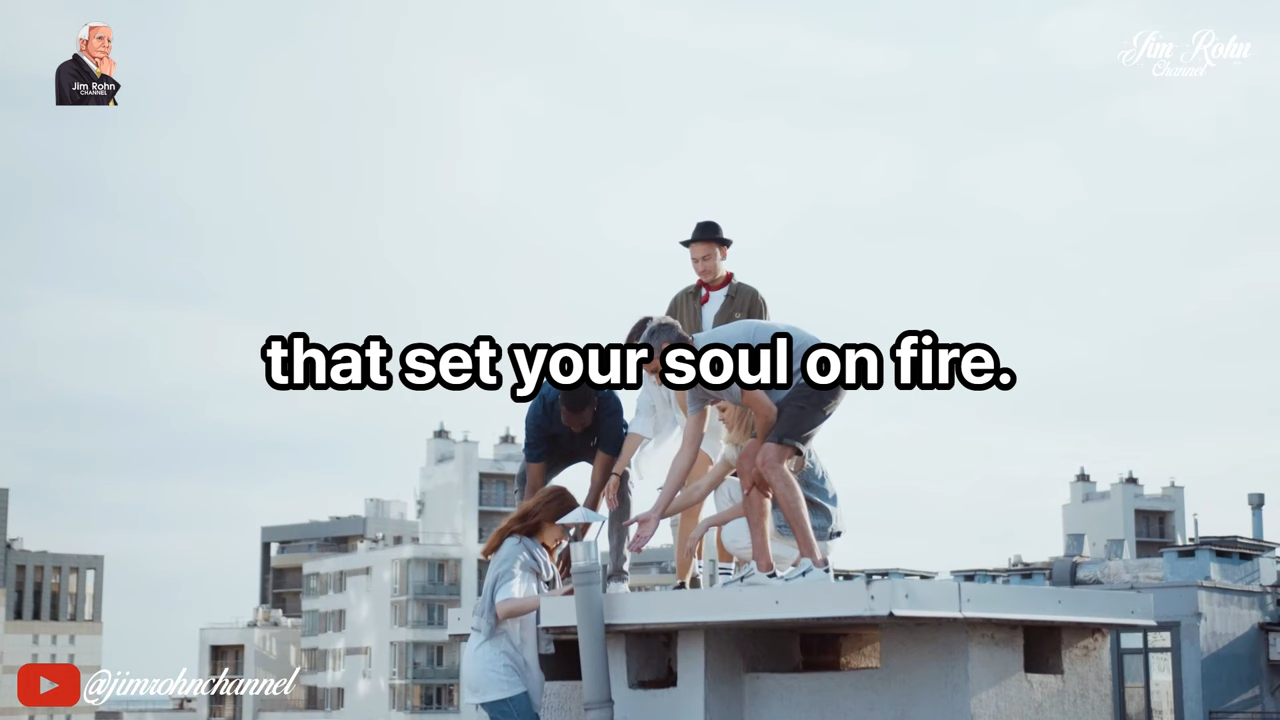 Jim Rohn
CHANNEL
Jim Rohn
Channel
that set your soul on fire.
@jimrohnchannel